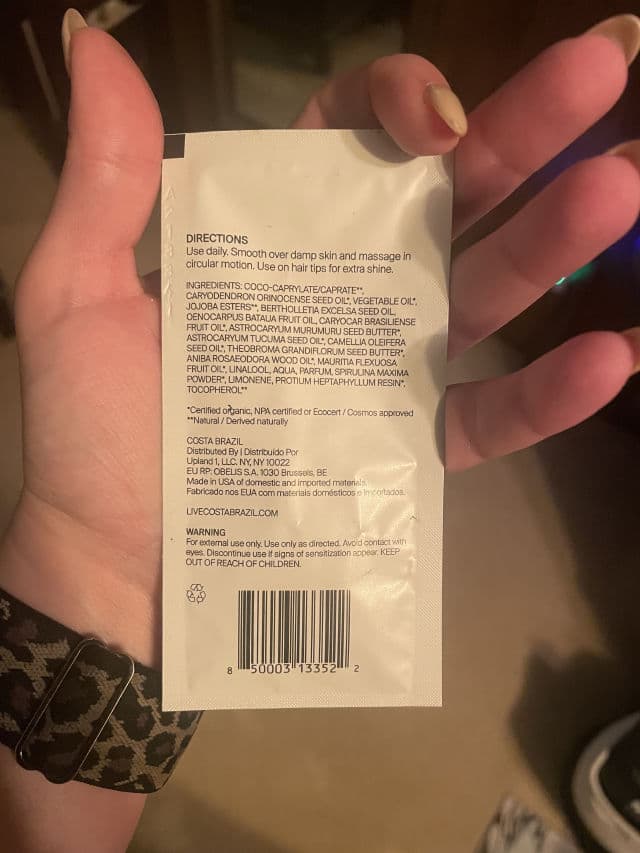 DIRECTIONS
Use daily. Smooth over damp skin and massage in
circular motion. Use on hair tips for extra shine.
INGREDIENTS: COCO-CAPRYLATE/CAPRATE**,
CARYODENDRON ORINOCENSE SEED OIL*, VEGETABLE OIL*,
JOJOBA ESTERS**, BERTHOLLETIA EXCELSA SEED OIL,
OENOCARPUS BATAUA FRUIT OIL, CARYOCAR BRASILIENSE
FRUIT OIL*, ASTROCARYUM MURUMURU SEED BUTTER*,
ASTROCARYUM TUCUMA SEED OIL*, CAMELLIA OLEIFERA
SEED OIL*, THEOBROMA GRANDIFLORUM SEED BUTTER*,
ANIBA ROSAEODORA WOOD OIL*, MAURITIA FLEXUOSA
FRUIT OIL*, LINALOOL, AQUA, PARFUM, SPIRULINA MAXIMA
POWDER*, LIMONENE, PROTIUM HEPTAPHYLLUM RESIN*,
TOCOPHEROL**
*Certified organic, NPA certified or Ecocert / Cosmos approved
**Natural / Derived naturally
COSTA BRAZIL
Distributed By | Distribuído Por
Upland 1, LLC. NY, NY 10022
EU RP: OBELIS S.A. 1030 Brussels, BE
Made in USA of domestic and imported materials.
Fabricado nos EUA com materiais domésticos e importados.
LIVECOSTABRAZIL.COM
WARNING
For external use only. Use only as directed. Avoid contact with
eyes. Discontinue use if signs of sensitization appear. KEEP
OUT OF REACH OF CHILDREN.
8 50003 13352 2